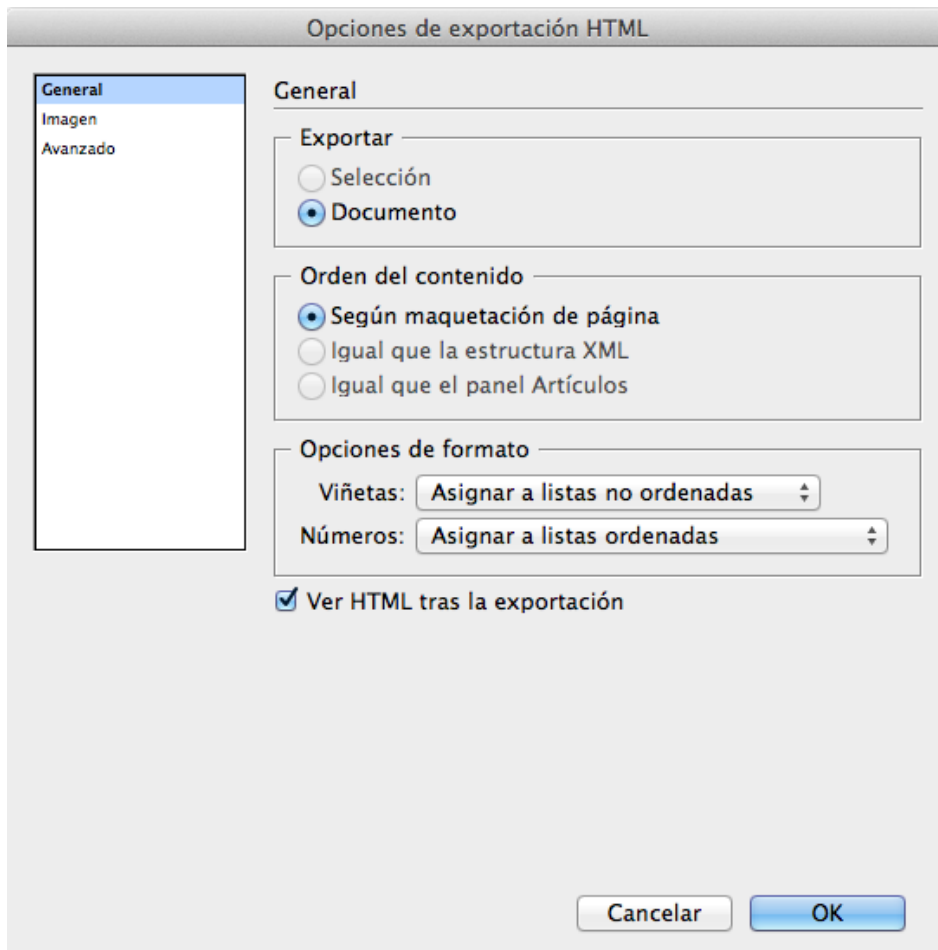 Opciones de exportación HTML
General
Imagen
Avanzado
General
Exportar
Selección
Documento
Orden del contenido
Según maquetación de página
Igual que la estructura XML
Igual que el panel Artículos
Opciones de formato
Viñetas: Asignar a listas no ordenadas
Números: Asignar a listas ordenadas
Ver HTML tras la exportación
Cancelar OK